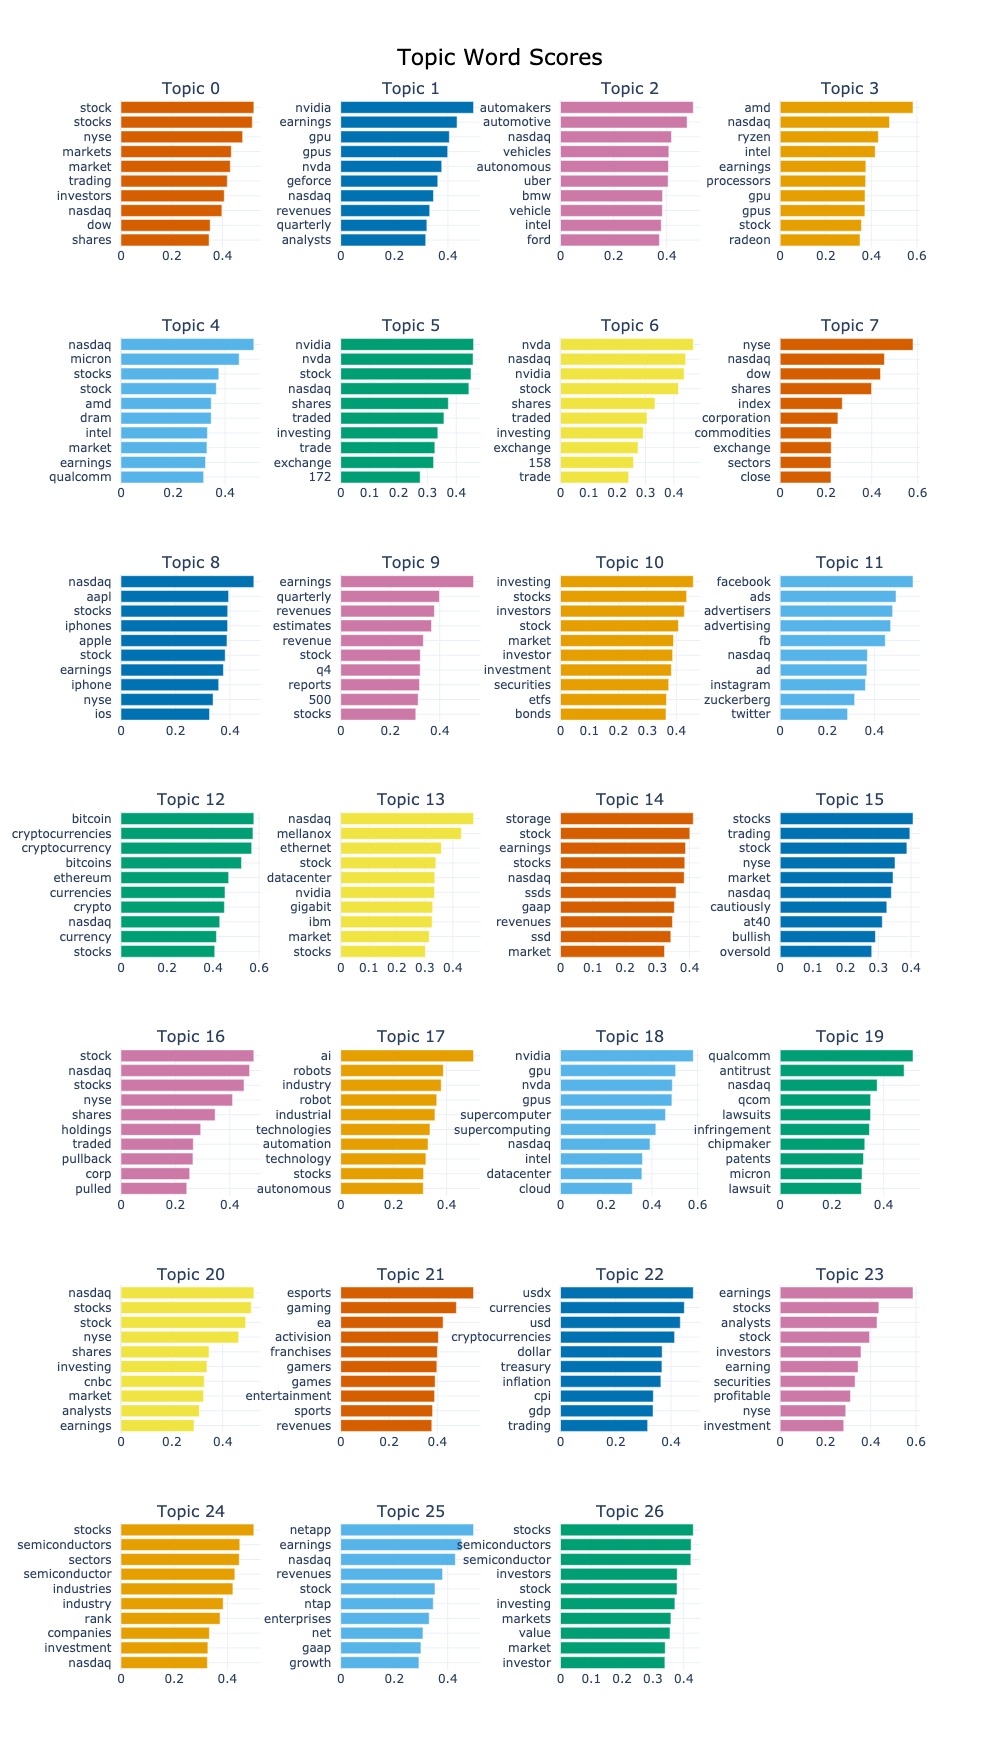 Topic Word Scores
Topic 0
stock
stocks
nyse
markets
market
trading
investors
nasdaq
dow
shares
0 0.2 0.4
Topic 1
nvidia
earnings
gpu
gpus
nvda
geforce
nasdaq
revenues
quarterly
analysts
0 0.2 0.4
Topic 2
automakers
automotive
nasdaq
vehicles
autonomous
uber
bmw
vehicle
intel
ford
0 0.2 0.4
Topic 3
amd
nasdaq
ryzen
intel
earnings
processors
gpu
gpus
stock
radeon
0 0.2 0.4 0.6
Topic 4
nasdaq
micron
stocks
stock
amd
dram
intel
market
earnings
qualcomm
0 0.2 0.4
Topic 5
nvidia
nvda
stock
nasdaq
shares
traded
investing
trade
exchange
172
0 0.1 0.2 0.3 0.4
Topic 6
nvda
nasdaq
nvidia
stock
shares
traded
investing
exchange
158
trade
0 0.1 0.2 0.3 0.4
Topic 7
nyse
nasdaq
dow
shares
index
corporation
commodities
exchange
sectors
close
0 0.2 0.4 0.6
Topic 8
nasdaq
aapl
stocks
iphones
apple
stock
earnings
iphone
nyse
ios
0 0.2 0.4
Topic 9
earnings
quarterly
revenues
estimates
revenue
stock
q4
reports
500
stocks
0 0.2 0.4
Topic 10
investing
stocks
investors
stock
market
investor
investment
securities
etfs
bonds
0 0.1 0.2 0.3 0.4
Topic 11
facebook
ads
advertisers
advertising
fb
nasdaq
ad
instagram
zuckerberg
twitter
0 0.2 0.4
Topic 12
bitcoin
cryptocurrencies
cryptocurrency
bitcoins
ethereum
currencies
crypto
nasdaq
currency
stocks
0 0.2 0.4 0.6
Topic 13
nasdaq
mellanox
ethernet
stock
datacenter
nvidia
gigabit
ibm
market
stocks
0 0.1 0.2 0.3 0.4
Topic 14
storage
stock
earnings
stocks
nasdaq
ssds
gaap
revenues
ssd
market
0 0.1 0.2 0.3 0.4
Topic 15
stocks
trading
stock
nyse
market
nasdaq
cautiously
at40
bullish
oversold
0 0.1 0.2 0.3 0.4
Topic 16
stock
nasdaq
stocks
nyse
shares
holdings
traded
pullback
corp
pulled
0 0.2 0.4
Topic 17
ai
robots
industry
robot
industrial
technologies
automation
technology
stocks
autonomous
0 0.2 0.4
Topic 18
nvidia
gpu
nvda
gpus
supercomputer
supercomputing
nasdaq
intel
datacenter
cloud
0 0.2 0.4 0.6
Topic 19
qualcomm
antitrust
nasdaq
qcom
lawsuits
infringement
chipmaker
patents
micron
lawsuit
0 0.2 0.4
Topic 20
nasdaq
stocks
stock
nyse
shares
investing
cnbc
market
analysts
earnings
0 0.2 0.4
Topic 21
esports
gaming
ea
activision
franchises
gamers
games
entertainment
sports
revenues
0 0.2 0.4
Topic 22
usdx
currencies
usd
cryptocurrencies
dollar
treasury
inflation
cpi
gdp
trading
0 0.2 0.4
Topic 23
earnings
stocks
analysts
stock
investors
earning
securities
profitable
nyse
investment
0 0.2 0.4 0.6
Topic 24
stocks
semiconductors
sectors
semiconductor
industries
industry
rank
companies
investment
nasdaq
0 0.2 0.4
Topic 25
netapp
earnings
nasdaq
revenues
stock
ntap
enterprises
net
gaap
growth
0 0.2 0.4
Topic 26
stocks
semiconductors
semiconductor
investors
stock
investing
markets
value
market
investor
0 0.1 0.2 0.3 0.4